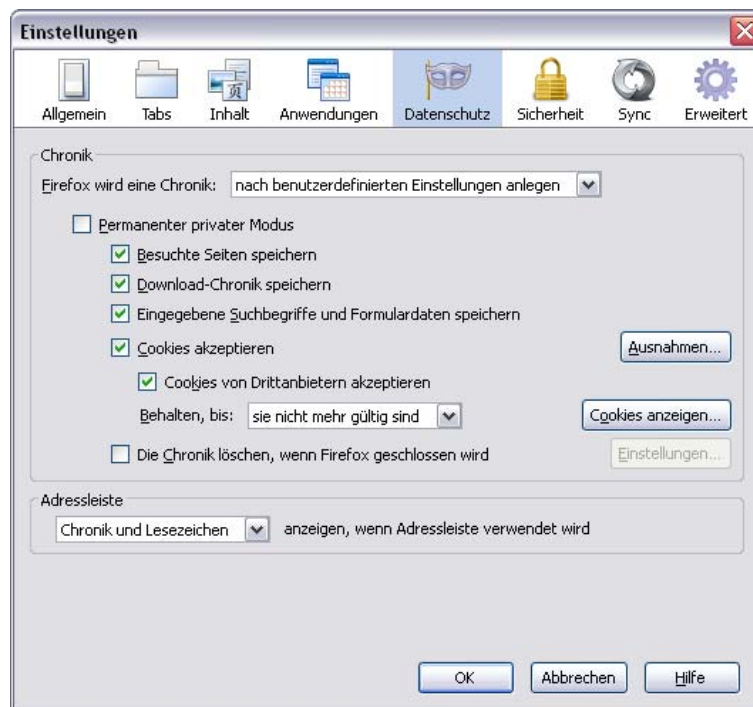 Einstellungen
Allgemein Tabs Inhalt Anwendungen Datenschutz Sicherheit Sync Erweitert
Chronik
Firefox wird eine Chronik: nach benutzerdefinierten Einstellungen anlegen
Permanenter privater Modus
Besuchte Seiten speichern
Download-Chronik speichern
Eingegebene Suchbegriffe und Formulardaten speichern
Cookies akzeptieren Ausnahmen...
Cookies von Drittanbietern akzeptieren
Behalten, bis: sie nicht mehr gültig sind Cookies anzeigen...
Die Chronik löschen, wenn Firefox geschlossen wird Einstellungen...
Adressleiste
Chronik und Lesezeichen anzeigen, wenn Adressleiste verwendet wird
OK Abbrechen Hilfe